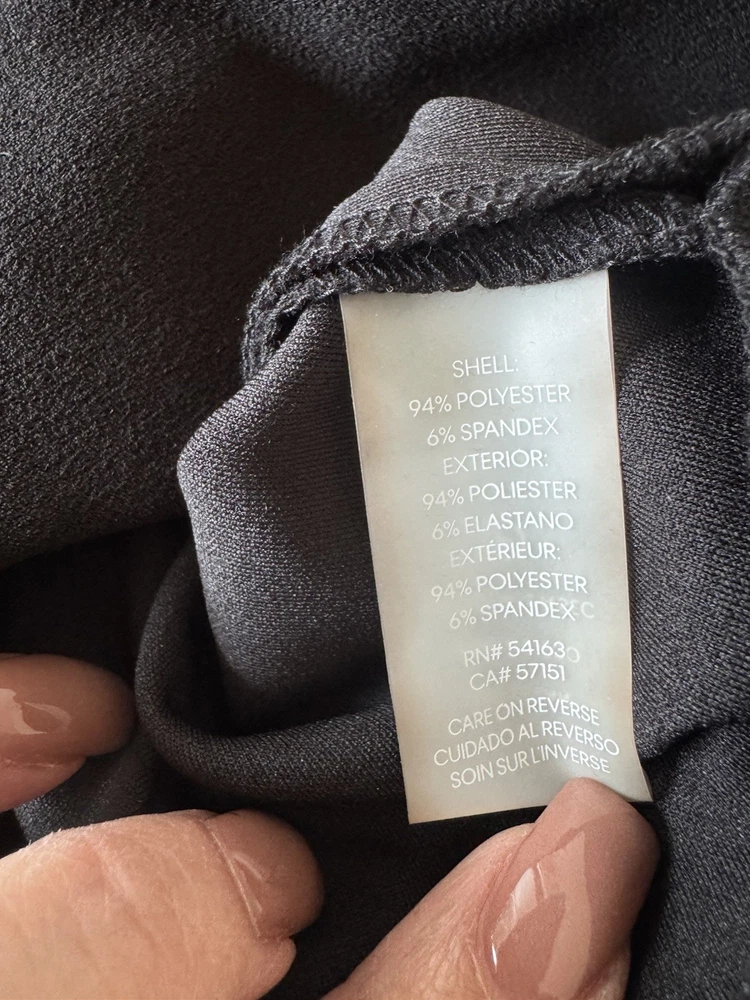 SHELL:
94% POLYESTER
6% SPANDEX
EXTERIOR:
94% POLIESTER
6% ELASTANO
EXTÉRIEUR:
94% POLYESTER
6% SPANDEX
RN# 54163
CA# 57151
CARE ON REVERSE
CUIDADO AL REVERSO
SOIN SUR L'INVERSE